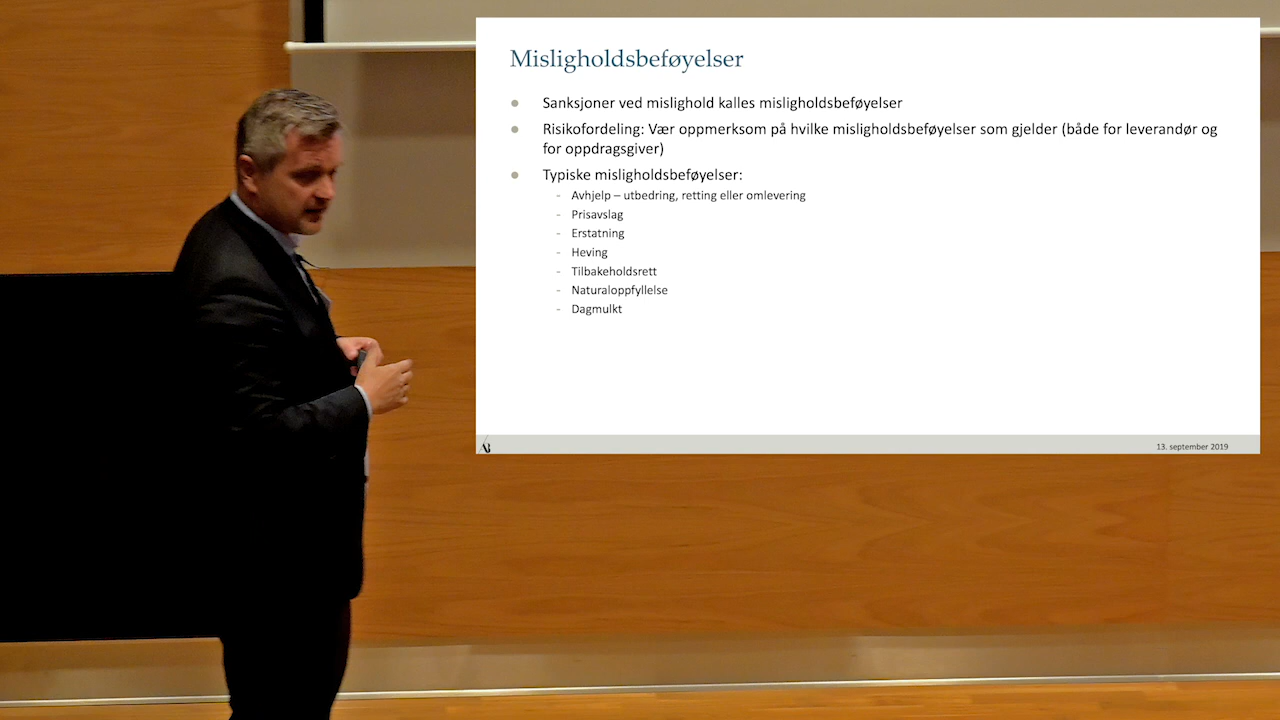 Misligholdsbeføyelser
● Sanksjoner ved mislighold kalles misligholdsbeføyelser
● Risikofordeling: Vær oppmerksom på hvilke misligholdsbeføyelser som gjelder (både for leverandør og
for oppdragsgiver)
● Typiske misligholdsbeføyelser:
- Avhjelp – utbedring, retting eller omlevering
- Prisavslag
- Erstatning
- Heving
- Tilbakeholdsrett
- Naturaloppfyllelse
- Dagmulkt
AB
13. september 2019